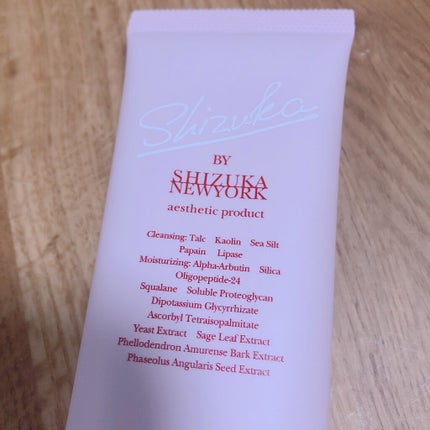 Shizuka
BY
SHIZUKA
NEWYORK
aesthetic product
Cleansing: Talc Kaolin Sea Silt
Papain Lipase
Moisturizing: Alpha-Arbutin Silica
Oligopeptide-24
Squalane Soluble Proteoglycan
Dipotassium Glycyrrhizate
Ascorbyl Tetraisopalmitate
Yeast Extract Sage Leaf Extract
Phellodendron Amurense Bark Extract
Phaseolus Angularis Seed Extract